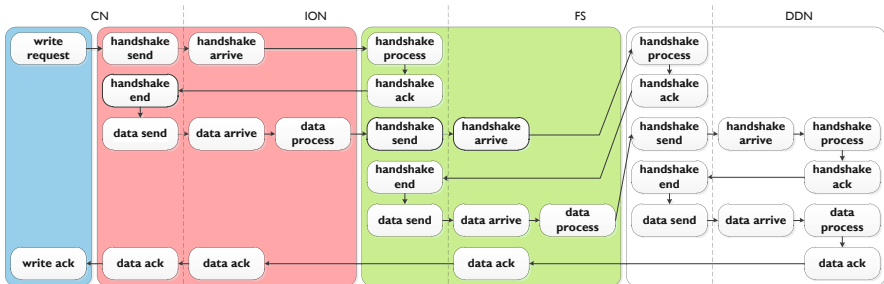 CN ION FS DDN
write handshake handshake handshake handshake
request send arrive process process
handshake handshake handshake
end ack ack
data send data arrive data handshake handshake handshake handshake handshake
process send arrive send arrive process
handshake handshake handshake
end end ack
data send data arrive data data send data arrive data
process process
write ack data ack data ack data ack data ack